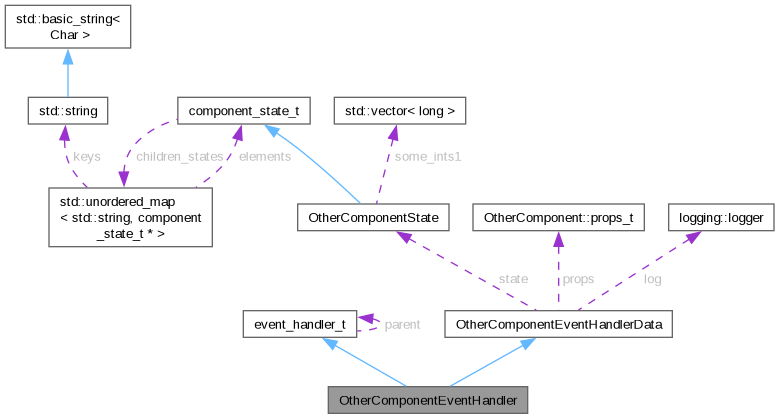 std::basic_string<
Char >
std::string
component_state_t
std::vector< long >
keys
children_states
elements
some_ints1
std::unordered_map
< std::string, component
_state_t * >
OtherComponentState
OtherComponent::props_t
logging::logger
state
props
log
event_handler_t
parent
OtherComponentEventHandlerData
OtherComponentEventHandler